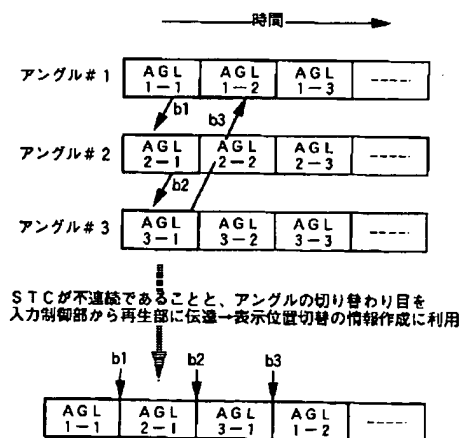 時間
アングル#1
AGL 1-1
AGL 1-2
AGL 1-3
b1
b3
アングル#2
AGL 2-1
AGL 2-2
AGL 2-3
b2
アングル#3
AGL 3-1
AGL 3-2
AGL 3-3
STCが不連続であることと、アングルの切り替わり目を
入力制御部から再生部に伝達→表示位置切替の情報作成に利用
b1 b2 b3
AGL 1-1
AGL 2-1
AGL 3-1
AGL 1-2